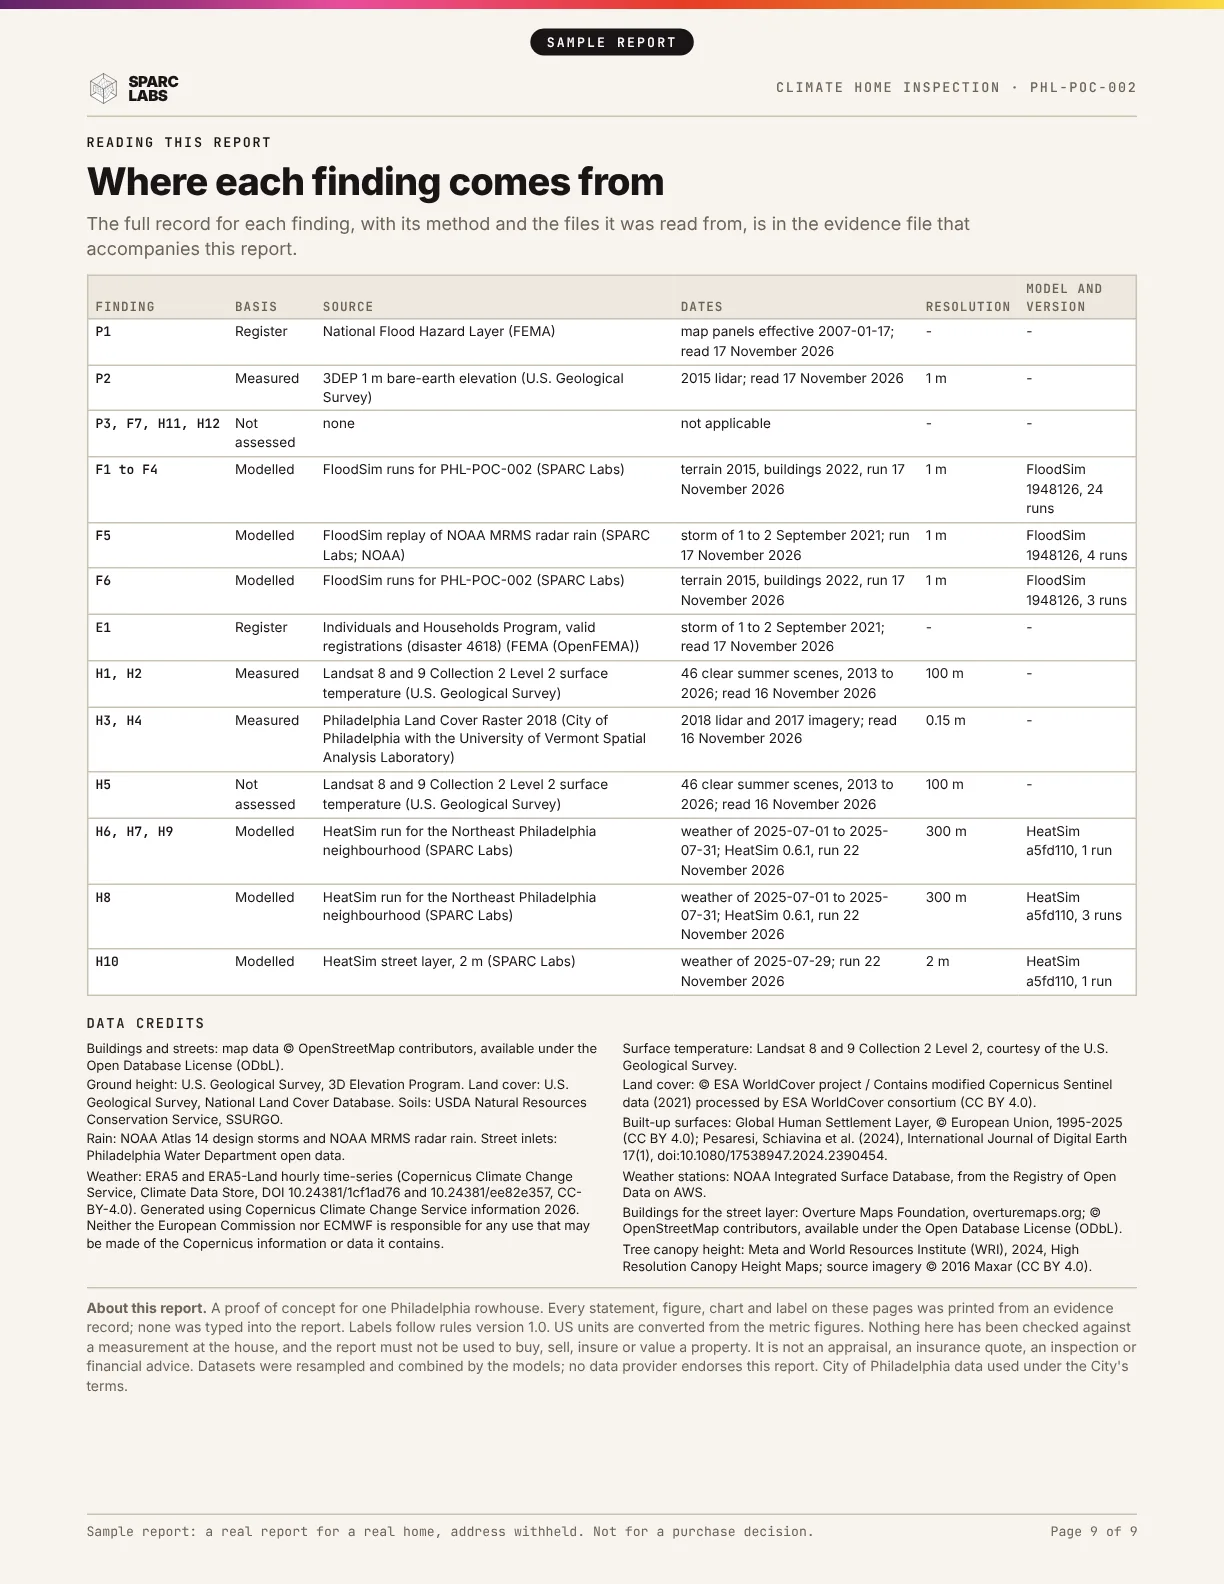 SAMPLE REPORT
SPARC
LABS
CLIMATE HOME INSPECTION · PHL-POC-002
READING THIS REPORT
Where each finding comes from
The full record for each finding, with its method and the files it was read from, is in the evidence file that
accompanies this report.
FINDING BASIS SOURCE DATES RESOLUTION MODEL AND
VERSION
P1 Register National Flood Hazard Layer (FEMA) map panels effective 2007-01-17; - -
read 17 November 2026
P2 Measured 3DEP 1 m bare-earth elevation (U.S. Geological 2015 lidar; read 17 November 2026 1 m -
Survey)
P3, F7, H11, H12 Not none not applicable - -
assessed
F1 to F4 Modelled FloodSim runs for PHL-POC-002 (SPARC Labs) terrain 2015, buildings 2022, run 17 1 m FloodSim
November 2026 1948126, 24
runs
F5 Modelled FloodSim replay of NOAA MRMS radar rain (SPARC storm of 1 to 2 September 2021; run 1 m FloodSim
Labs; NOAA) 17 November 2026 1948126, 4 runs
F6 Modelled FloodSim runs for PHL-POC-002 (SPARC Labs) terrain 2015, buildings 2022, run 17 1 m FloodSim
November 2026 1948126, 3 runs
E1 Register Individuals and Households Program, valid storm of 1 to 2 September 2021; - -
registrations (disaster 4618) (FEMA (OpenFEMA)) read 17 November 2026
H1, H2 Measured Landsat 8 and 9 Collection 2 Level 2 surface 46 clear summer scenes, 2013 to 100 m -
temperature (U.S. Geological Survey) 2026; read 16 November 2026
H3, H4 Measured Philadelphia Land Cover Raster 2018 (City of 2018 lidar and 2017 imagery; read 0.15 m -
Philadelphia with the University of Vermont Spatial 16 November 2026
Analysis Laboratory)
H5 Not Landsat 8 and 9 Collection 2 Level 2 surface 46 clear summer scenes, 2013 to 100 m -
assessed temperature (U.S. Geological Survey) 2026; read 16 November 2026
H6, H7, H9 Modelled HeatSim run for the Northeast Philadelphia weather of 2025-07-01 to 2025- 300 m HeatSim
neighbourhood (SPARC Labs) 07-31; HeatSim 0.6.1, run 22 a5fd110, 1 run
November 2026
H8 Modelled HeatSim run for the Northeast Philadelphia weather of 2025-07-01 to 2025- 300 m HeatSim
neighbourhood (SPARC Labs) 07-31; HeatSim 0.6.1, run 22 a5fd110, 3 runs
November 2026
H10 Modelled HeatSim street layer, 2 m (SPARC Labs) weather of 2025-07-29; run 22 2 m HeatSim
November 2026 a5fd110, 1 run
DATA CREDITS
Buildings and streets: map data © OpenStreetMap contributors, available under the
Open Database License (ODbL).
Ground height: U.S. Geological Survey, 3D Elevation Program. Land cover: U.S.
Geological Survey, National Land Cover Database. Soils: USDA Natural Resources
Conservation Service, SSURGO.
Rain: NOAA Atlas 14 design storms and NOAA MRMS radar rain. Street inlets:
Philadelphia Water Department open data.
Weather: ERA5 and ERA5-Land hourly time-series (Copernicus Climate Change
Service, Climate Data Store, DOI 10.24381/1cf1ad76 and 10.24381/ee82e357, CC-
BY-4.0). Generated using Copernicus Climate Change Service information 2026.
Neither the European Commission nor ECMWF is responsible for any use that may
be made of the Copernicus information or data it contains.
Surface temperature: Landsat 8 and 9 Collection 2 Level 2, courtesy of the U.S.
Geological Survey.
Land cover: © ESA WorldCover project / Contains modified Copernicus Sentinel
data (2021) processed by ESA WorldCover consortium (CC BY 4.0).
Built-up surfaces: Global Human Settlement Layer, © European Union, 1995-2025
(CC BY 4.0); Pesaresi, Schiavina et al. (2024), International Journal of Digital Earth
17(1), doi:10.1080/17538947.2024.2390454.
Weather stations: NOAA Integrated Surface Database, from the Registry of Open
Data on AWS.
Buildings for the street layer: Overture Maps Foundation, overturemaps.org; ©
OpenStreetMap contributors, available under the Open Database License (ODbL).
Tree canopy height: Meta and World Resources Institute (WRI), 2024, High
Resolution Canopy Height Maps; source imagery © 2016 Maxar (CC BY 4.0).
About this report. A proof of concept for one Philadelphia rowhouse. Every statement, figure, chart and label on these pages was printed from an evidence
record; none was typed into the report. Labels follow rules version 1.0. US units are converted from the metric figures. Nothing here has been checked against
a measurement at the house, and the report must not be used to buy, sell, insure or value a property. It is not an appraisal, an insurance quote, an inspection or
financial advice. Datasets were resampled and combined by the models; no data provider endorses this report. City of Philadelphia data used under the City's
terms.
Sample report: a real report for a real home, address withheld. Not for a purchase decision.
Page 9 of 9